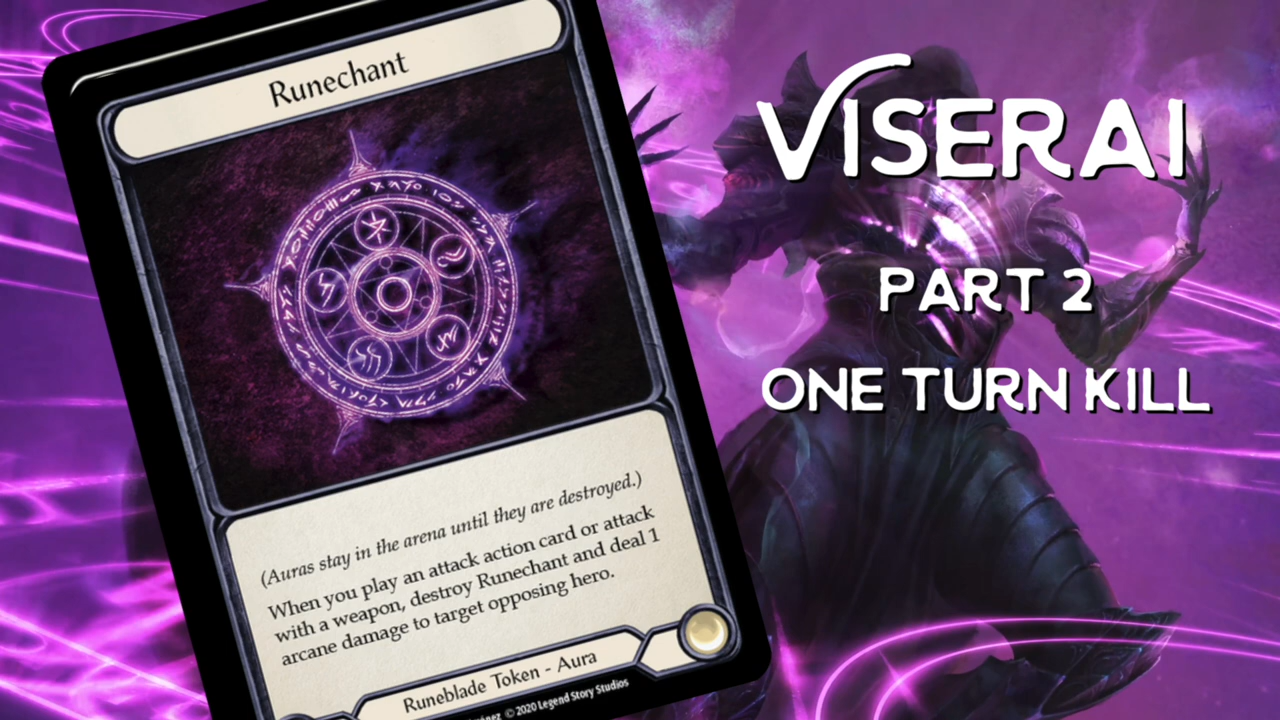 Runechant
(Auras stay in the arena until they are destroyed.)
When you play an attack action card or attack
with a weapon, destroy Runechant and deal 1
arcane damage to target opposing hero.
Runeblade Token - Aura
© 2020 Legend Story Studios
VISERAI
PART 2
ONE TURN KILL